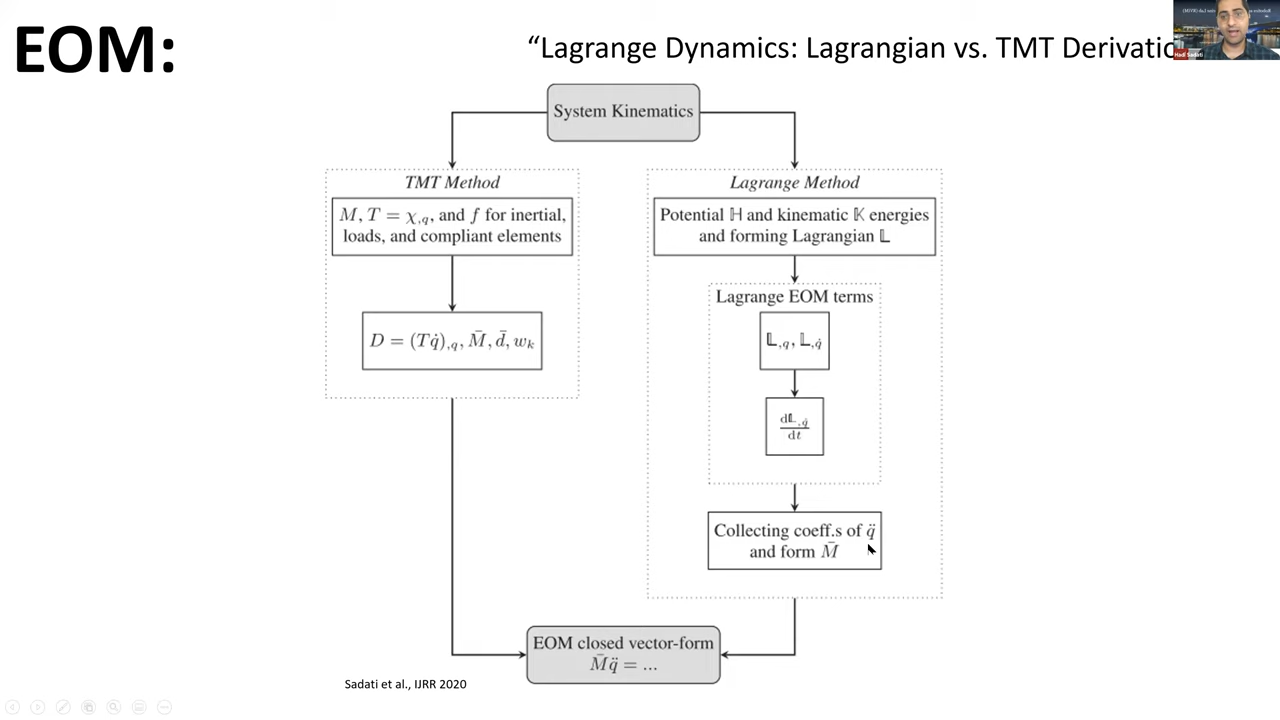 EOM:
“Lagrange Dynamics: Lagrangian vs. TMT
Hadi Sadati
System Kinematics
TMT Method
M, T = χ,q, and f for inertial,
loads, and compliant elements
D = (Tq̇),q, M̄, d̄, wₖ
Lagrange Method
Potential ℍ and kinematic 𝕂 energies
and forming Lagrangian 𝕃
Lagrange EOM terms
𝕃,q, 𝕃,q̇
d𝕃,q̇
dt
Collecting coeff.s of q̈
and form M̄
EOM closed vector-form
M̄q̈ = ...
Sadati et al., IJRR 2020